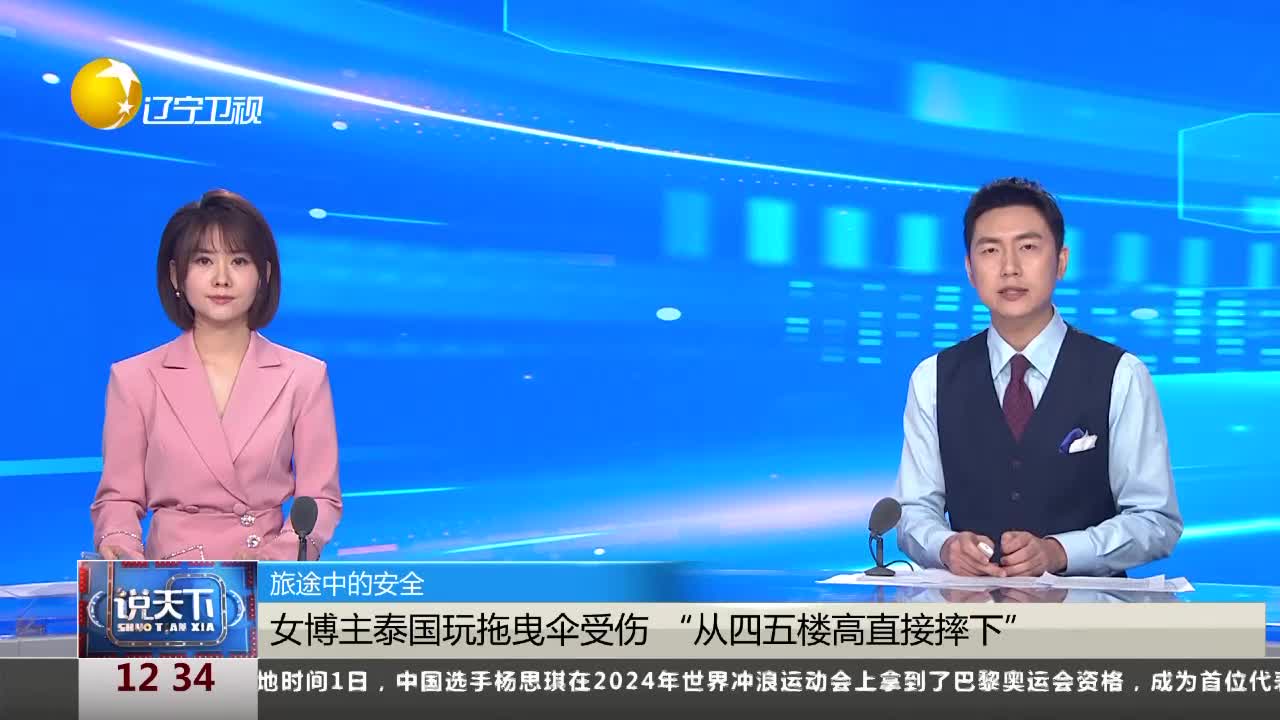 辽宁卫视
旅途中的安全
说天下
SHUO TIAN XIA
女博主泰国玩拖曳伞受伤 “从四五楼高直接摔下”
12 34
地时间1日，中国选手杨思琪在2024年世界冲浪运动会上拿到了巴黎奥运会资格，成为首位代表